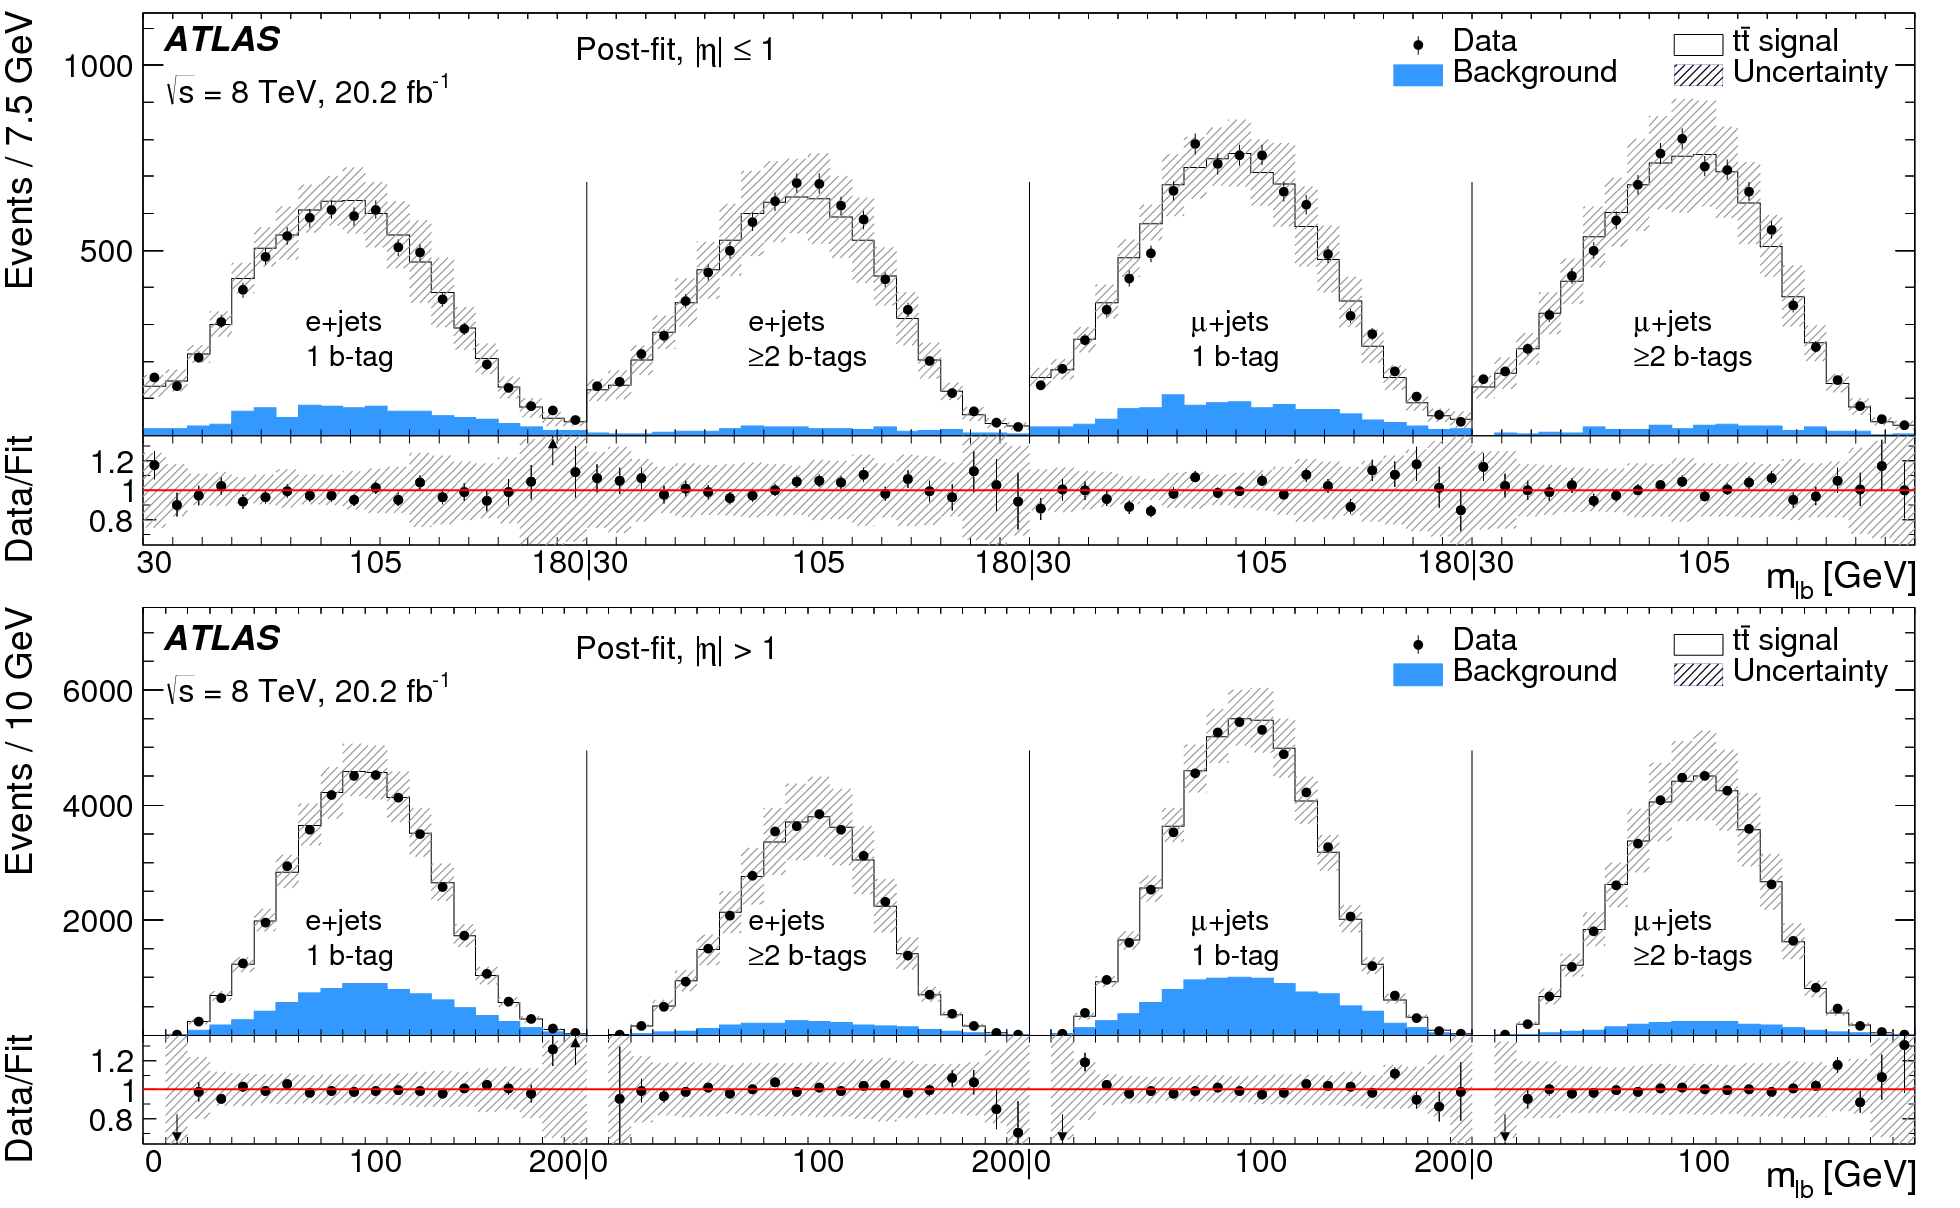 Events / 7.5 GeV
ATLAS
√s = 8 TeV, 20.2 fb⁻¹
Post-fit, |η| ≤ 1
Data
tt̄ signal
Background
Uncertainty
1000
500
e+jets
1 b-tag
e+jets
≥2 b-tags
μ+jets
1 b-tag
μ+jets
≥2 b-tags
Data/Fit
1.2
1
0.8
30 105 180|30 105 180|30 105 180|30 105
m_lb [GeV]
Events / 10 GeV
ATLAS
√s = 8 TeV, 20.2 fb⁻¹
Post-fit, |η| > 1
Data
tt̄ signal
Background
Uncertainty
6000
4000
2000
e+jets
1 b-tag
e+jets
≥2 b-tags
μ+jets
1 b-tag
μ+jets
≥2 b-tags
Data/Fit
1.2
1
0.8
0 100 200|0 100 200|0 100 200|0 100
m_lb [GeV]